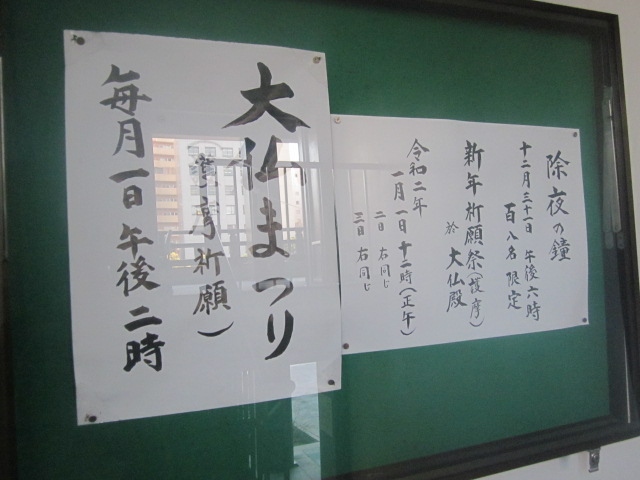 除夜の鐘
十二月三十一日 午後六時
百八名限定
新年祈願祭(護摩)
於 大仏殿
令和二年
一月一日十二時(正午)
二日 右同じ
三日 右同じ
大仏まつり
祈願)
毎月一日午後二時